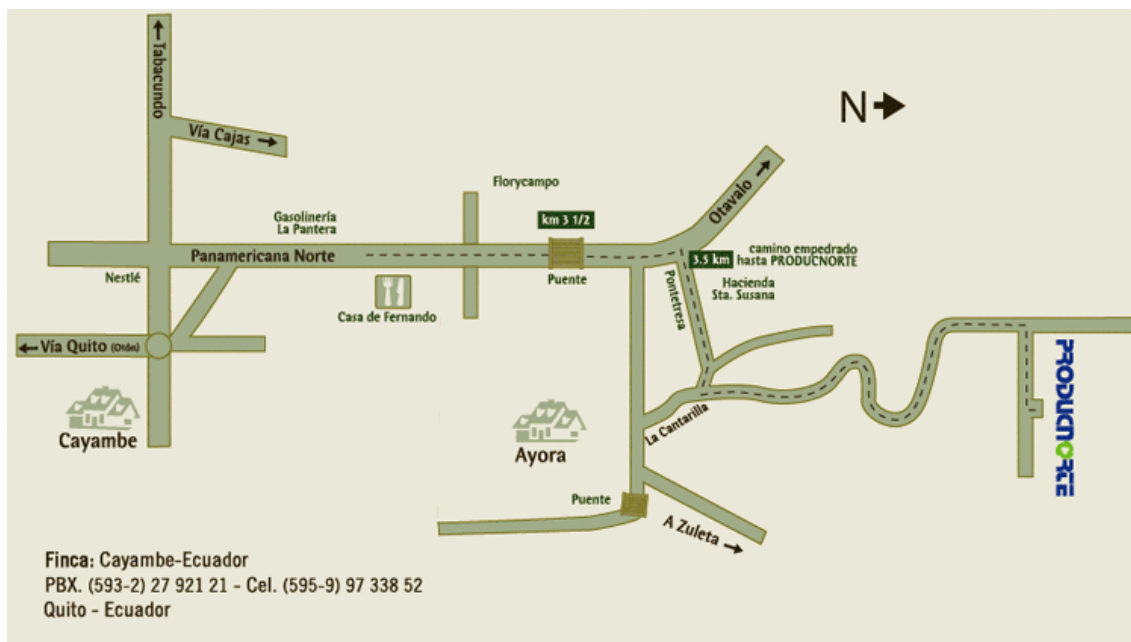 Tabacundo
Vía Cajas
N
Florycampo
Otavalo
Gasolinería
La Pantera
km 3 1/2
Panamericana Norte
3.5 km
camino empedrado
hasta PRODUCNORTE
Nestlé
Puente
Pontetresa
Hacienda
Sta. Susana
Casa de Fernando
Vía Quito (Otón)
PRODUCNORTE
Cayambe
La Cantarilla
Ayora
Puente
A Zuleta
Finca: Cayambe-Ecuador
PBX. (593-2) 27 921 21 - Cel. (595-9) 97 338 52
Quito - Ecuador